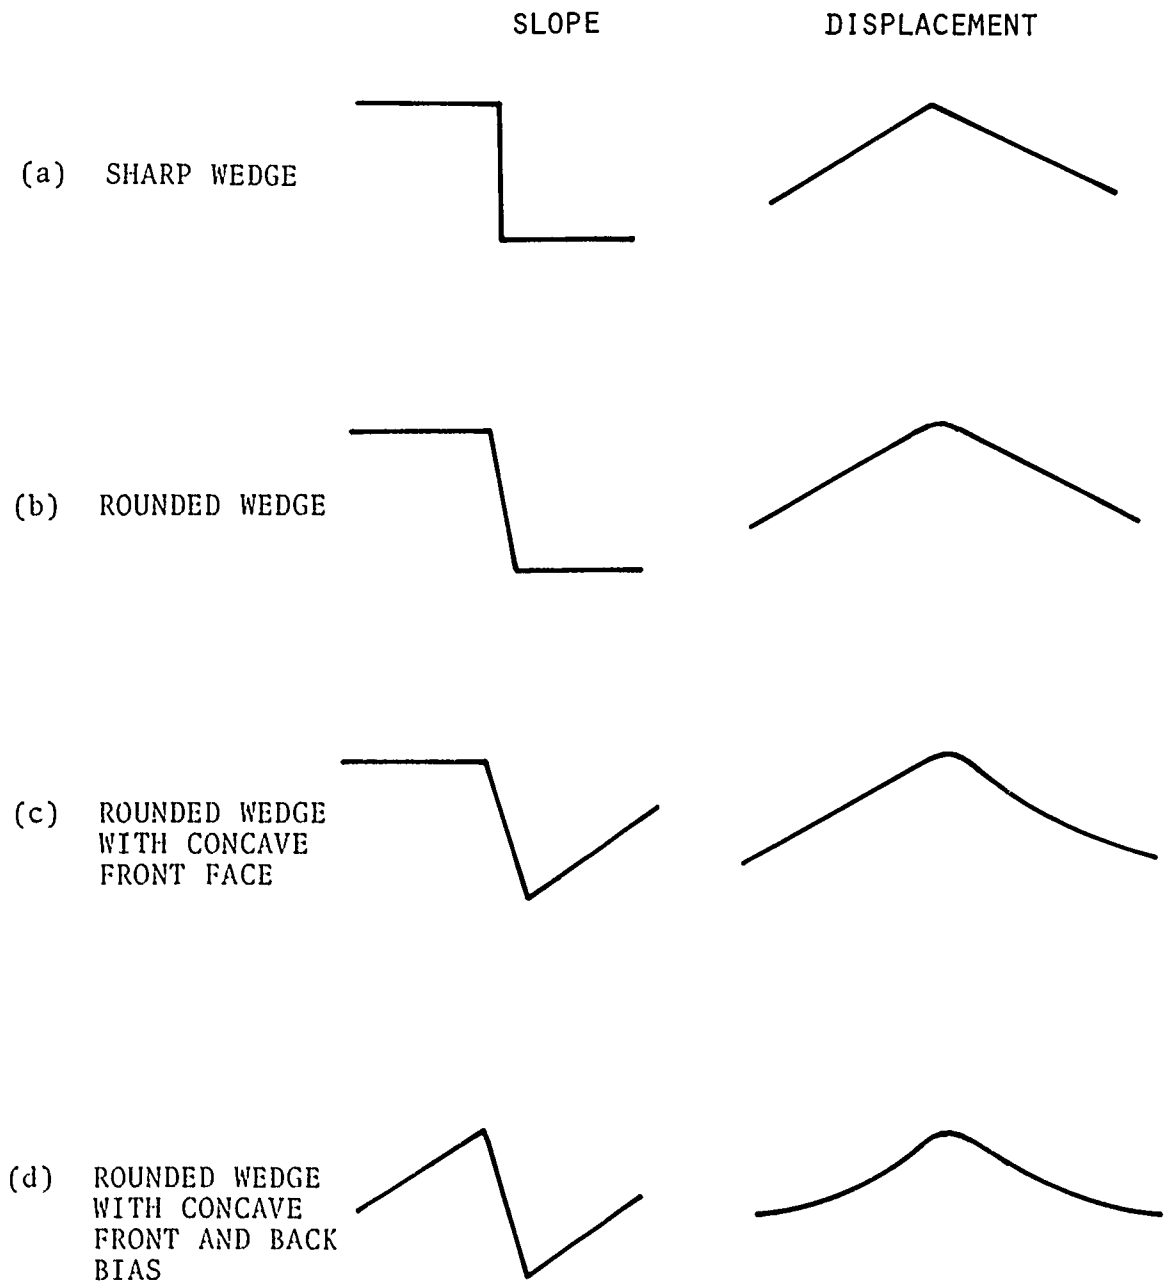 SLOPE DISPLACEMENT
(a) SHARP WEDGE
(b) ROUNDED WEDGE
(c) ROUNDED WEDGE
WITH CONCAVE
FRONT FACE
(d) ROUNDED WEDGE
WITH CONCAVE
FRONT AND BACK
BIAS